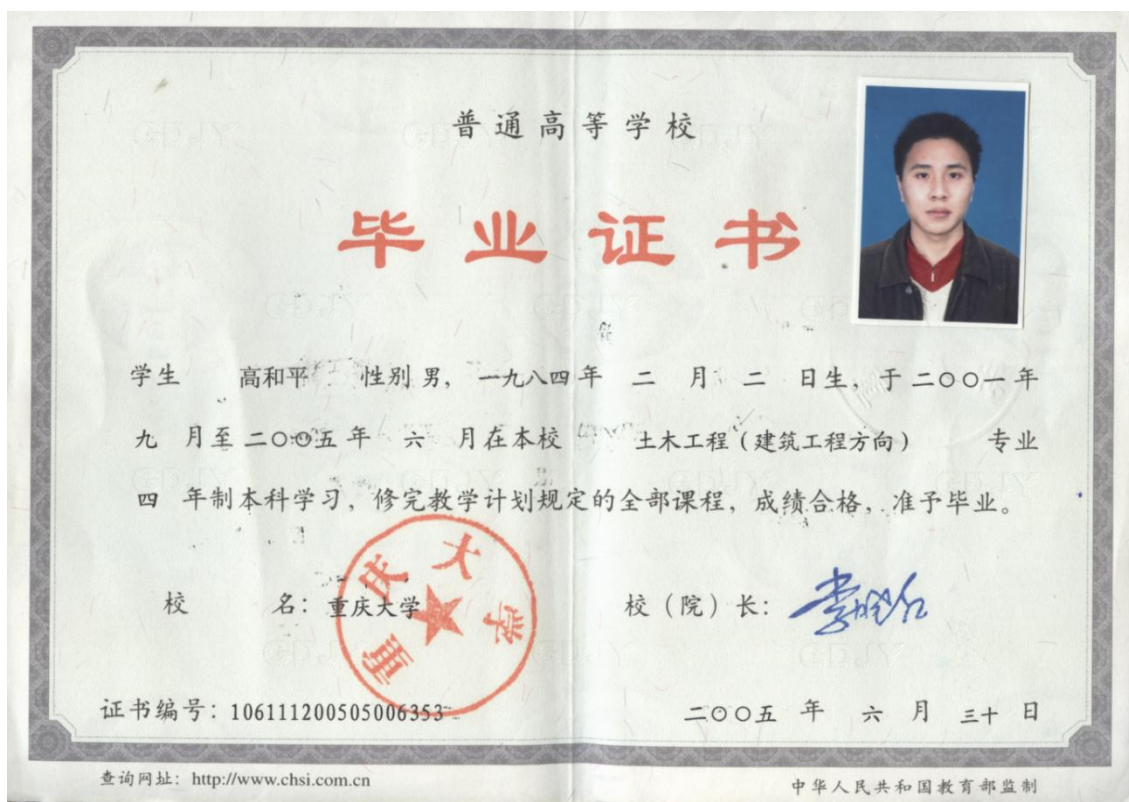 普通高等学校
毕业证书
学生 高和平 性别 男, 一九八四年 二 月 二 日生, 于二〇〇一年
九 月至二〇〇五年 六 月在本校 土木工程(建筑工程方向) 专业
四 年制本科学习, 修完教学计划规定的全部课程, 成绩合格, 准予毕业。
重庆大学
校 名: 重庆大学 校(院)长:
证书编号: 106111200505006353 二〇〇五 年 六 月 三十 日
查询网址: http://www.chsi.com.cn 中华人民共和国教育部监制